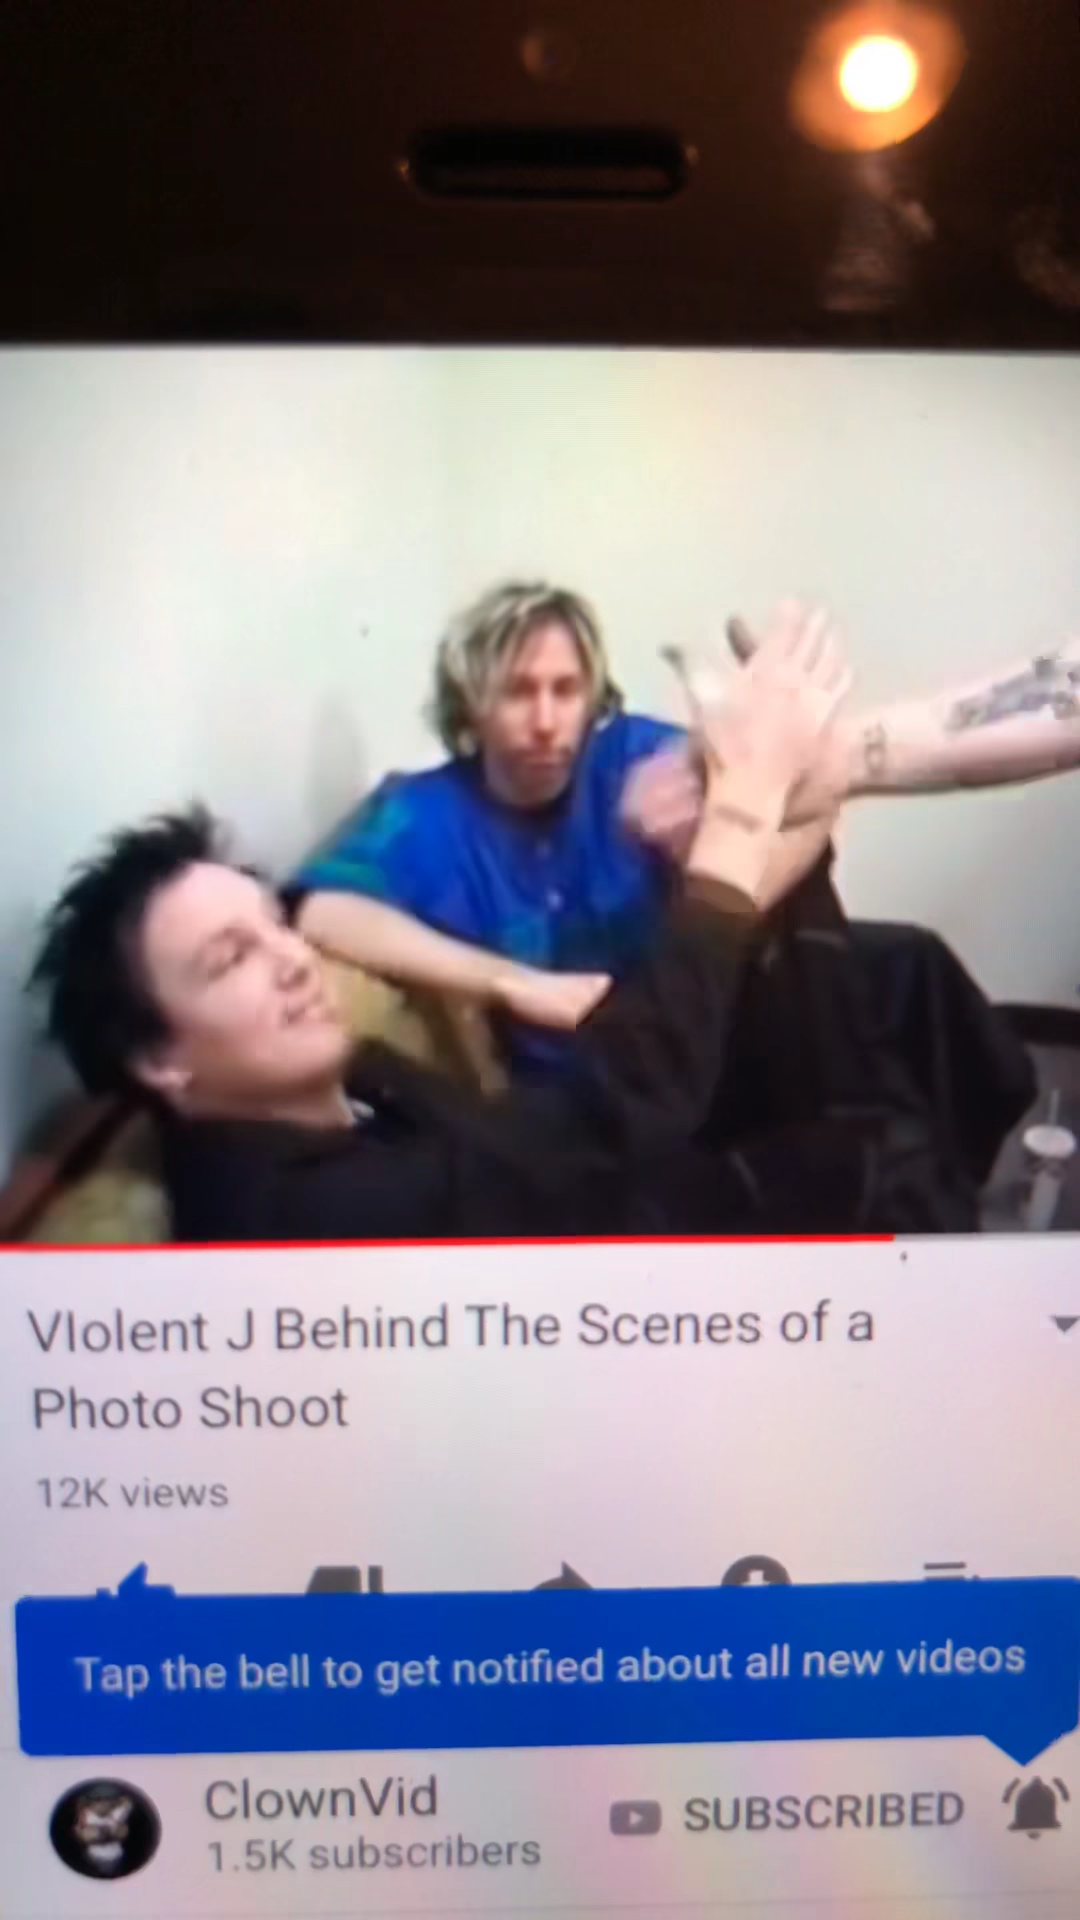 VIolent J Behind The Scenes of a
Photo Shoot
12K views
Tap the bell to get notified about all new videos
ClownVid
1.5K subscribers
SUBSCRIBED